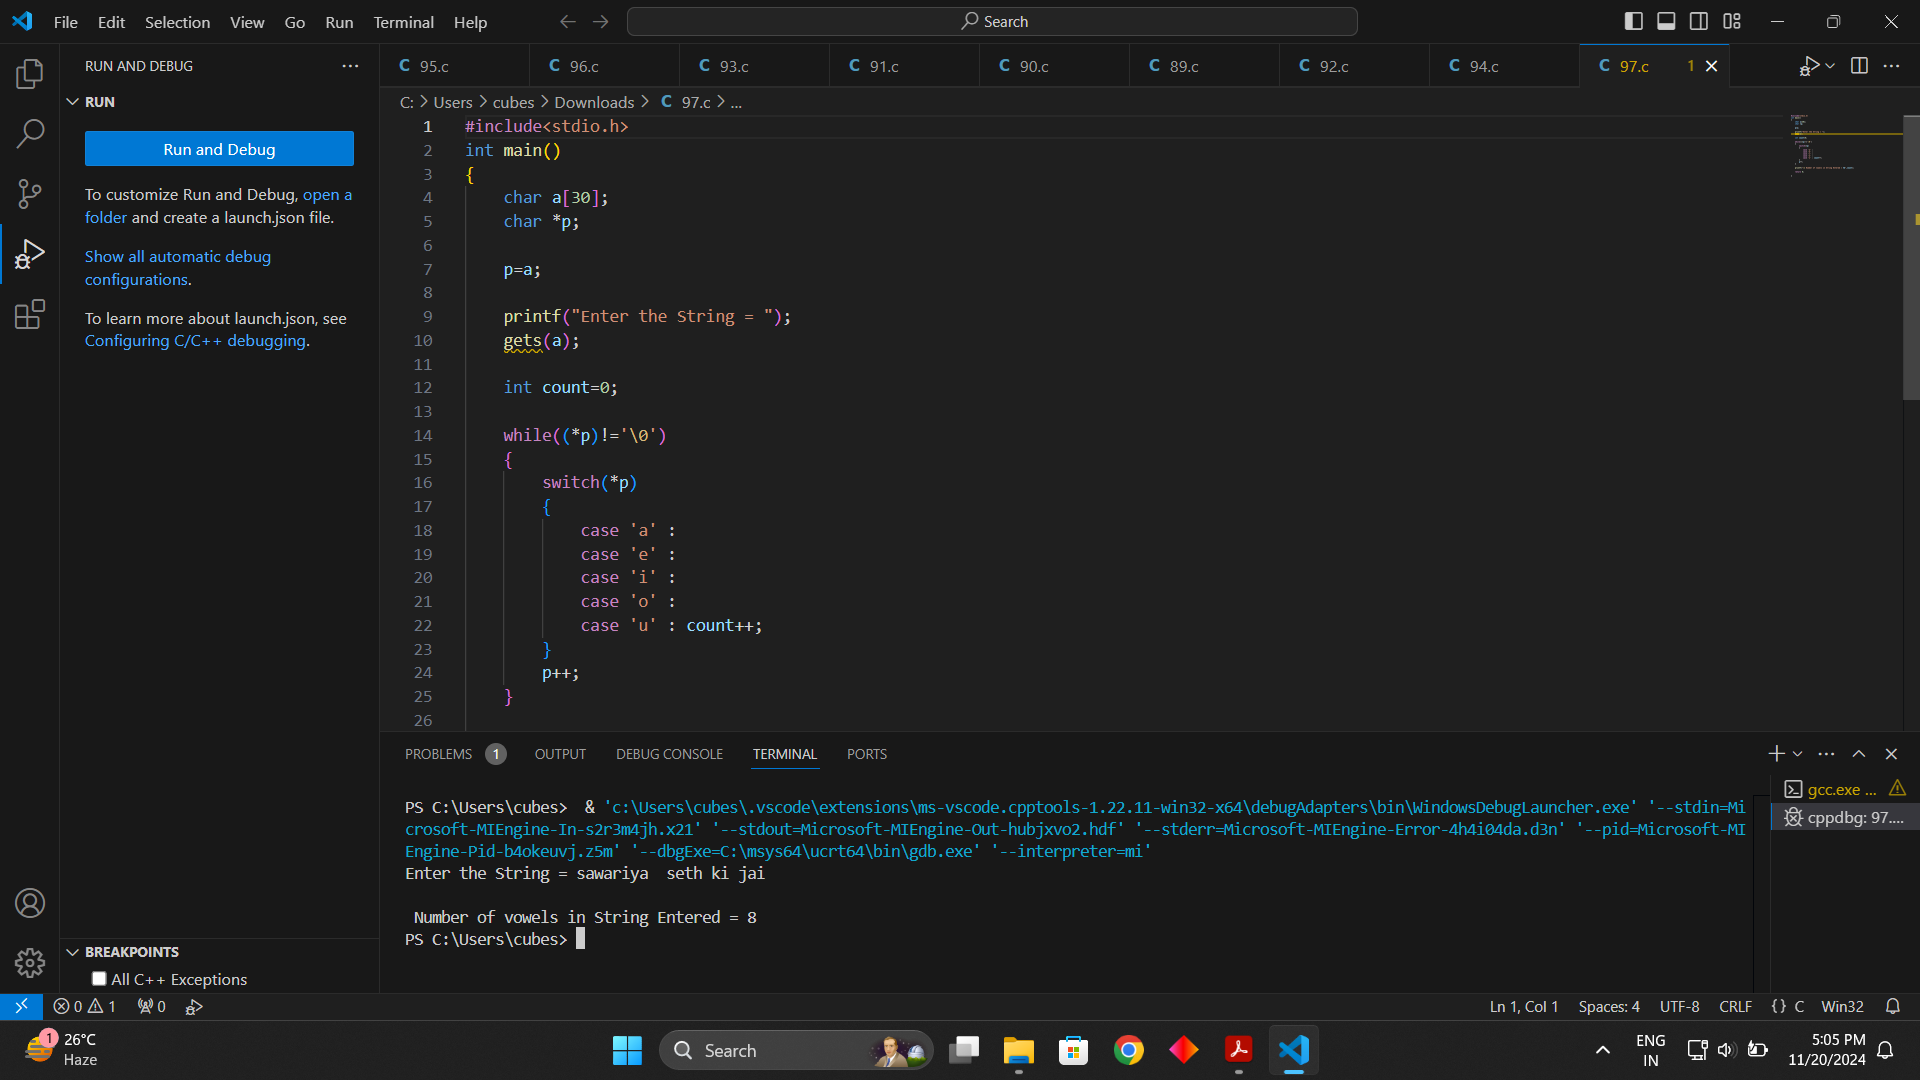 File Edit Selection View Go Run Terminal Help
Search
RUN AND DEBUG
RUN
Run and Debug
To customize Run and Debug, open a
folder and create a launch.json file.
Show all automatic debug
configurations.
To learn more about launch.json, see
Configuring C/C++ debugging.
BREAKPOINTS
All C++ Exceptions
C 95.c C 96.c C 93.c C 91.c C 90.c C 89.c C 92.c C 94.c C 97.c 1
C: > Users > cubes > Downloads > C 97.c > ...
1 #include<stdio.h>
2 int main()
3 {
4 char a[30];
5 char *p;
6
7 p=a;
8
9 printf("Enter the String = ");
10 gets(a);
11
12 int count=0;
13
14 while((*p)!='\0')
15 {
16 switch(*p)
17 {
18 case 'a' :
19 case 'e' :
20 case 'i' :
21 case 'o' :
22 case 'u' : count++;
23 }
24 p++;
25 }
26
PROBLEMS 1 OUTPUT DEBUG CONSOLE TERMINAL PORTS
PS C:\Users\cubes>  & 'c:\Users\cubes\.vscode\extensions\ms-vscode.cpptools-1.22.11-win32-x64\debugAdapters\bin\WindowsDebugLauncher.exe' '--stdin=Mi
crosoft-MIEngine-In-s2r3m4jh.x21' '--stdout=Microsoft-MIEngine-Out-hubjxvo2.hdf' '--stderr=Microsoft-MIEngine-Error-4h4i04da.d3n' '--pid=Microsoft-MI
Engine-Pid-b4okeuvj.z5m' '--dbgExe=C:\msys64\ucrt64\bin\gdb.exe' '--interpreter=mi'
Enter the String = sawariya  seth ki jai
Number of vowels in String Entered = 8
PS C:\Users\cubes>
gcc.exe ...
cppdbg: 97....
0 1 0
Ln 1, Col 1 Spaces: 4 UTF-8 CRLF {} C Win32
1
26°C
Haze
Search
ENG
IN
5:05 PM
11/20/2024